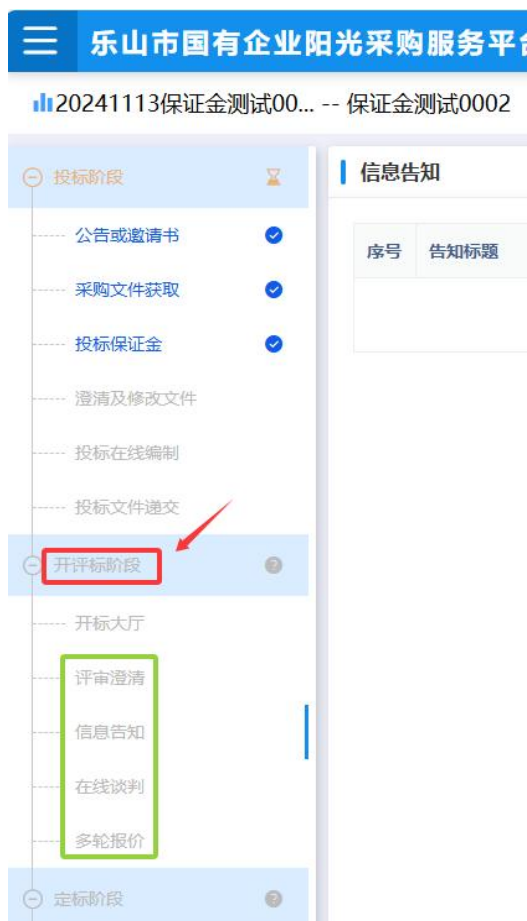 乐山市国有企业阳光采购服务平台
20241113保证金测试00... -- 保证金测试0002
投标阶段
信息告知
公告或邀请书
序号 告知标题
采购文件获取
投标保证金
澄清及修改文件
投标在线编制
投标文件递交
开评标阶段
开标大厅
评审澄清
信息告知
在线谈判
多轮报价
定标阶段